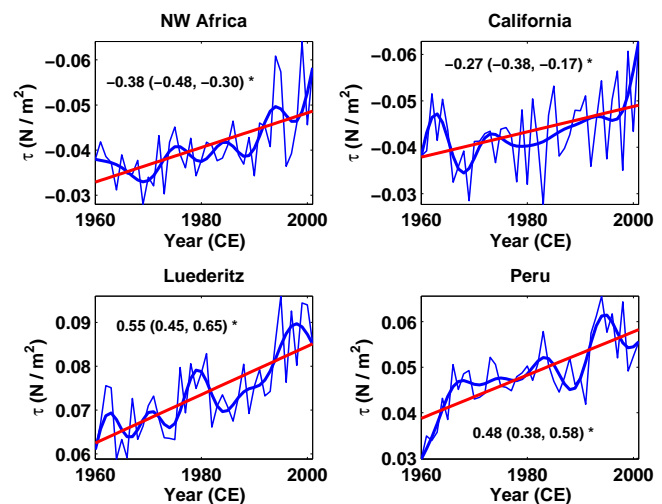 NW Africa
−0.06
−0.05
−0.04
−0.03
τ (N / m²)
−0.38 (−0.48, −0.30) *
1960 1980 2000
Year (CE)
California
−0.06
−0.05
−0.04
−0.03
τ (N / m²)
−0.27 (−0.38, −0.17) *
1960 1980 2000
Year (CE)
Luederitz
0.09
0.08
0.07
0.06
τ (N / m²)
0.55 (0.45, 0.65) *
1960 1980 2000
Year (CE)
Peru
0.06
0.05
0.04
0.03
τ (N / m²)
0.48 (0.38, 0.58) *
1960 1980 2000
Year (CE)